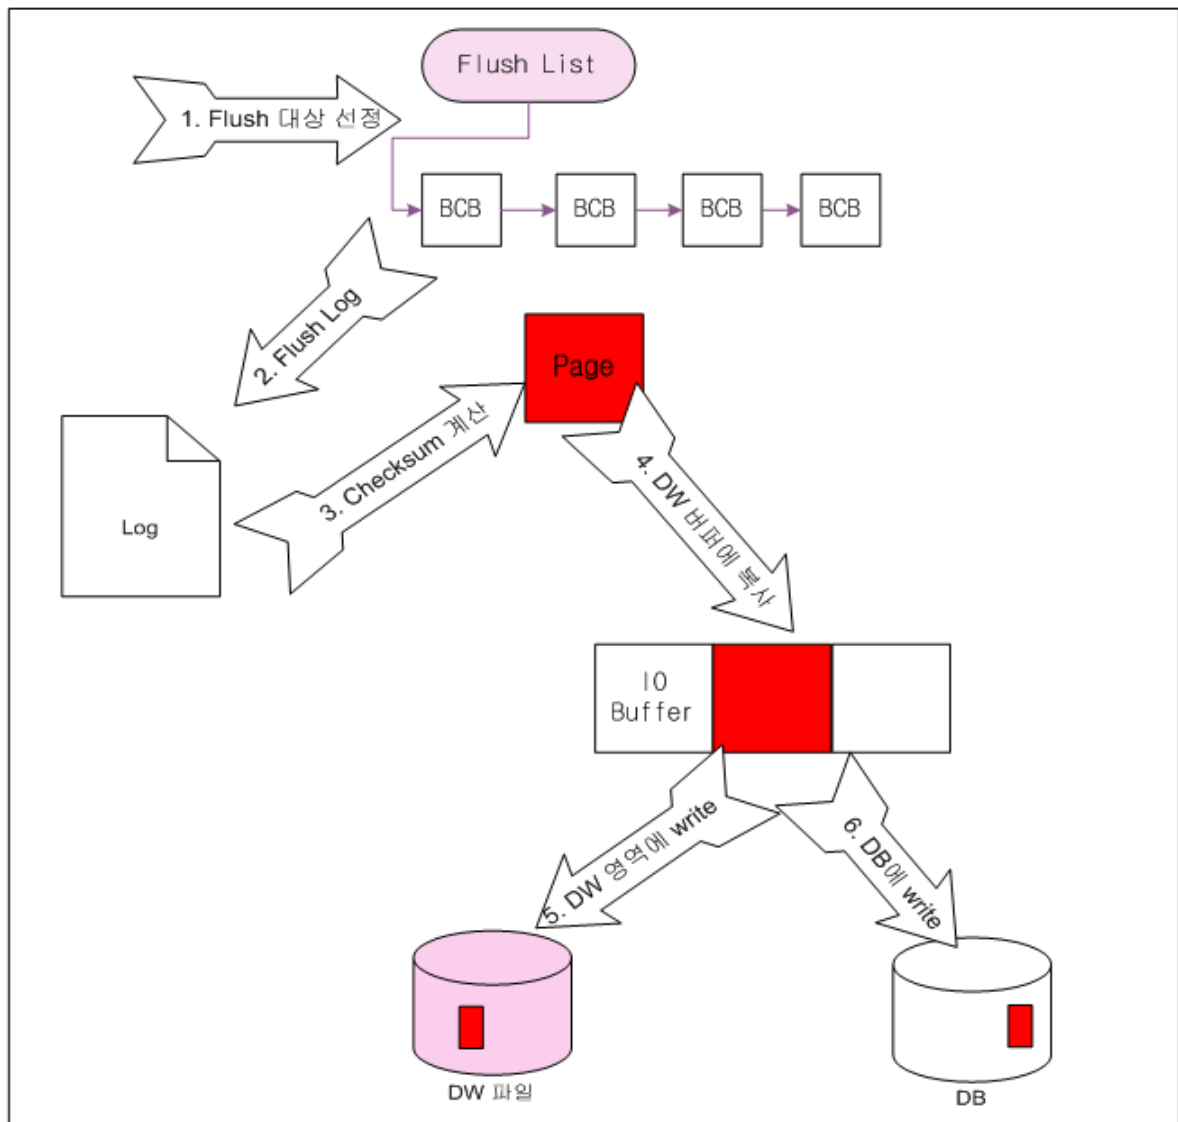 Flush List
1. Flush 대상 선정
BCB
BCB
BCB
BCB
2. Flush Log
Page
3. Checksum 계산
4. DW 버퍼에 복사
Log
IO
Buffer
5. DW 영역에 write
6. DB에 write
DW 파일
DB